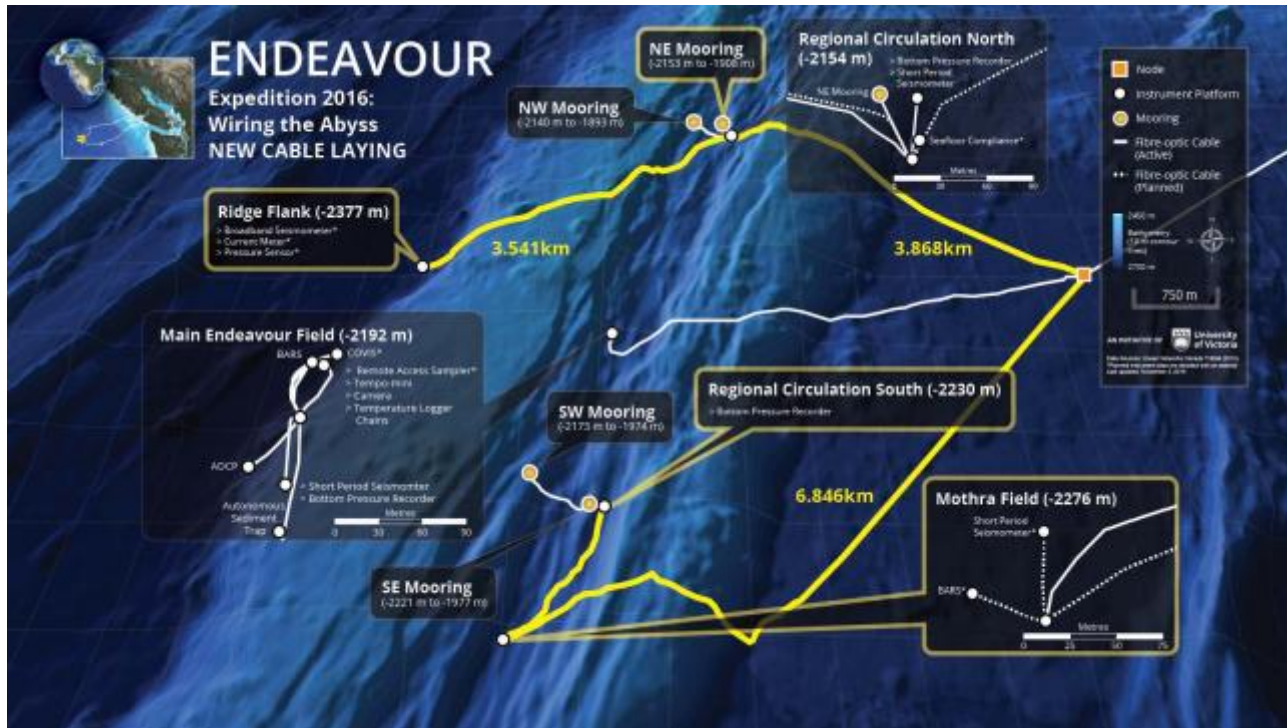 ENDEAVOUR
Expedition 2016:
Wiring the Abyss
NEW CABLE LAYING
NE Mooring
(-2153 m to -1908 m)
NW Mooring
(-2140 m to -1893 m)
Regional Circulation North
(-2154 m)
> Bottom Pressure Recorder
> Short Period
Seismometer
NE Mooring
Seafloor Compliance*
Metres
0 30 60 90
Node
Instrument Platform
Mooring
Fibre-optic Cable
(Active)
Fibre-optic Cable
(Planned)
Bathymetry
750 m
AN INITIATIVE OF
University
of Victoria
Ridge Flank (-2377 m)
> Broadband Seismometer*
> Current Meter*
> Pressure Sensor*
3.541km
3.868km
Main Endeavour Field (-2192 m)
BARS
COVIS*
> Remote Access Sampler*
> Tempo-mini
> Camera
> Temperature Logger
Chains
ADCP
> Short Period Seismomter
> Bottom Pressure Recorder
Autonomous
Sediment
Trap
Metres
0 30 60 90
Regional Circulation South (-2230 m)
> Bottom Pressure Recorder
SW Mooring
(-2173 m to -1974 m)
6.846km
SE Mooring
(-2221 m to -1977 m)
Mothra Field (-2276 m)
Short Period
Seismometer*
BARS*
Metres
0 25 50 75